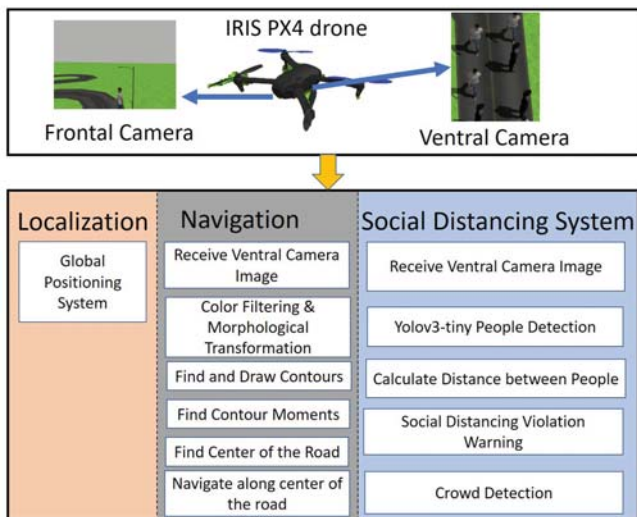 IRIS PX4 drone
Frontal Camera
Ventral Camera
Localization
Global
Positioning
System
Navigation
Receive Ventral Camera
Image
Color Filtering &
Morphological
Transformation
Find and Draw Contours
Find Contour Moments
Find Center of the Road
Navigate along center
of the road
Social Distancing System
Receive Ventral Camera Image
Yolov3-tiny People Detection
Calculate Distance between People
Social Distancing Violation
Warning
Crowd Detection